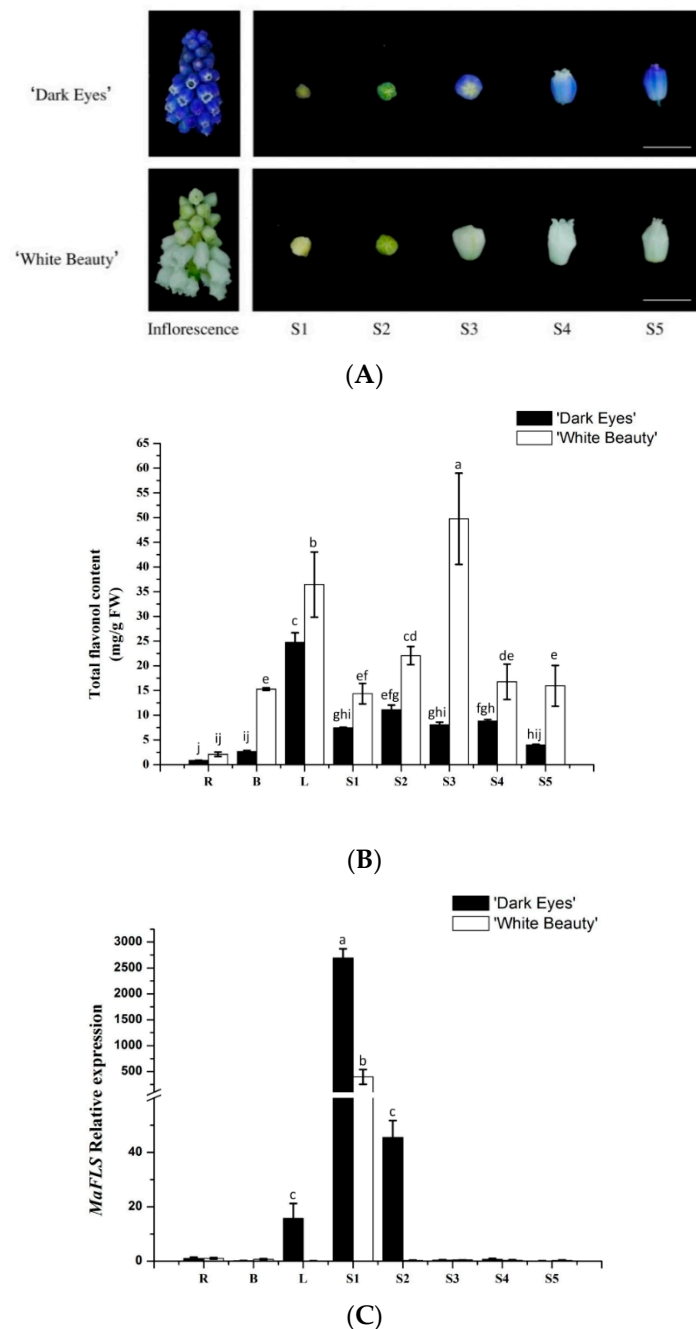 'Dark Eyes'
'White Beauty'
Inflorescence S1 S2 S3 S4 S5
(A)
'Dark Eyes'
'White Beauty'
Total flavonol content
(mg/g FW)
65
60
55
50
45
40
35
30
25
20
15
10
5
0
j ij ij e c b ghi ef efg cd ghi a fgh de hij e
R B L S1 S2 S3 S4 S5
(B)
'Dark Eyes'
'White Beauty'
MaFLS Relative expression
3000
2500
2000
1500
1000
500
40
20
0
c a b c
R B L S1 S2 S3 S4 S5
(C)